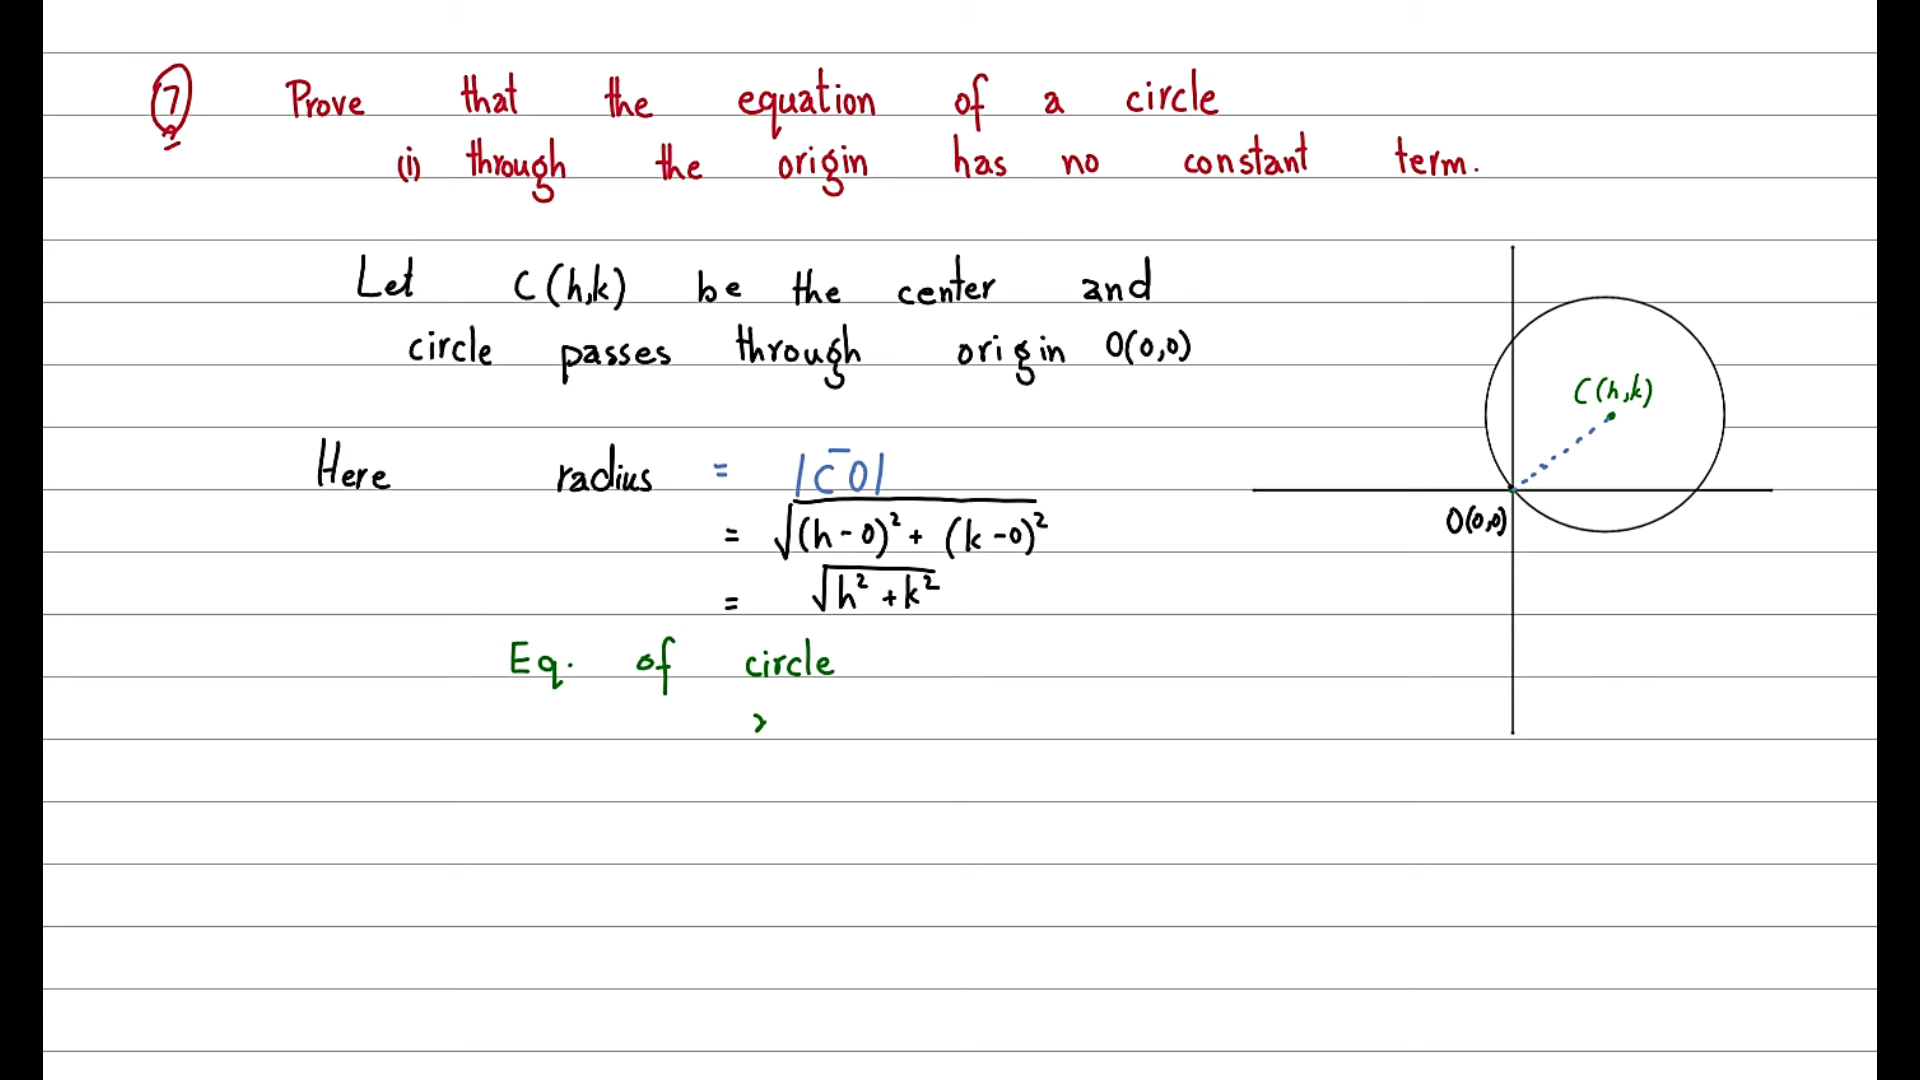 7 Prove that the equation of a circle
(i) through the origin has no constant term.
Let C(h,k) be the center and
circle passes through origin O(0,0)
C(h,k)
Here radius = |C̅O|
O(0,0)
= √(h-0)² + (k-0)²
= √h² + k²
Eq. of circle